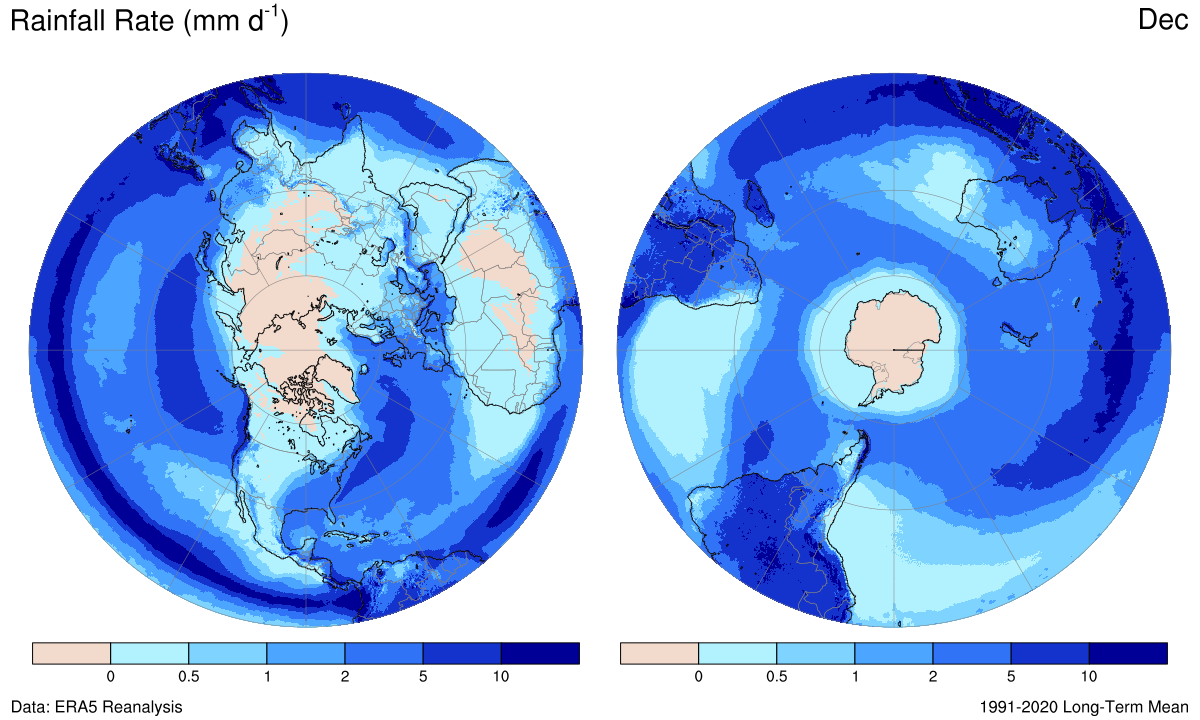 Rainfall Rate (mm d⁻¹) Dec
0 0.5 1 2 5 10 0 0.5 1 2 5 10
Data: ERA5 Reanalysis 1991-2020 Long-Term Mean